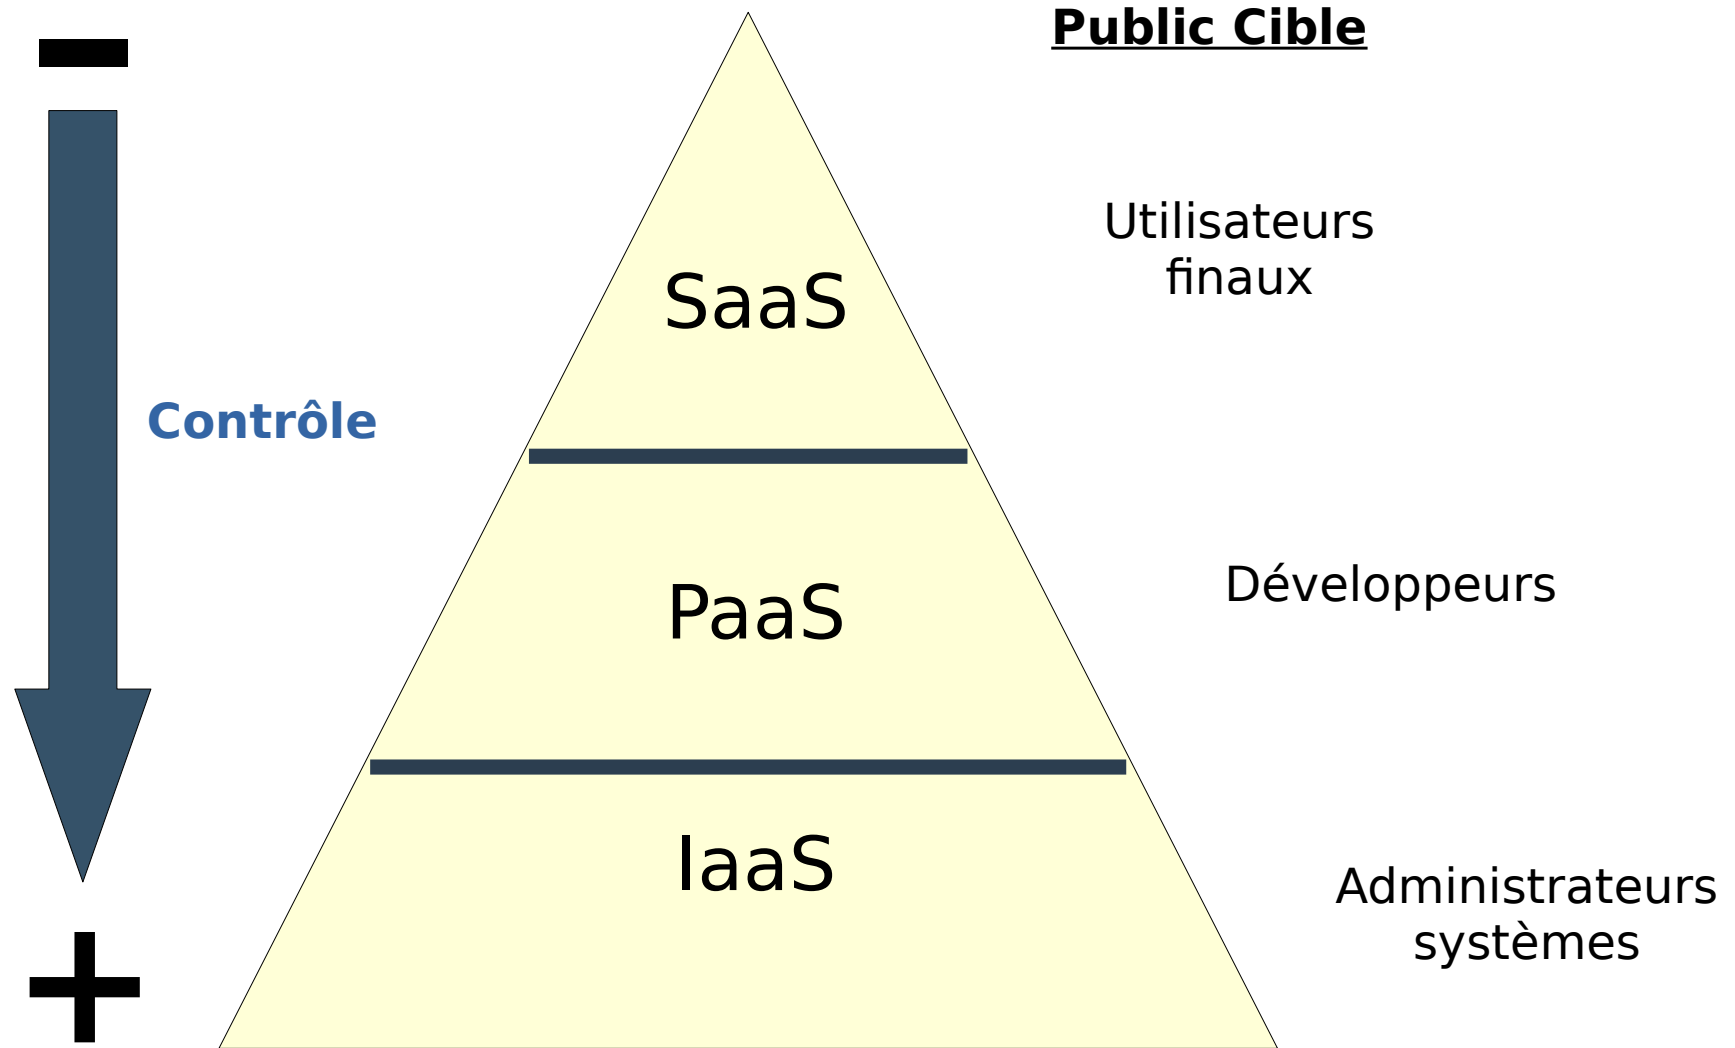 Public Cible
Utilisateurs
finaux
SaaS
Contrôle
PaaS
Développeurs
IaaS
Administrateurs
systèmes